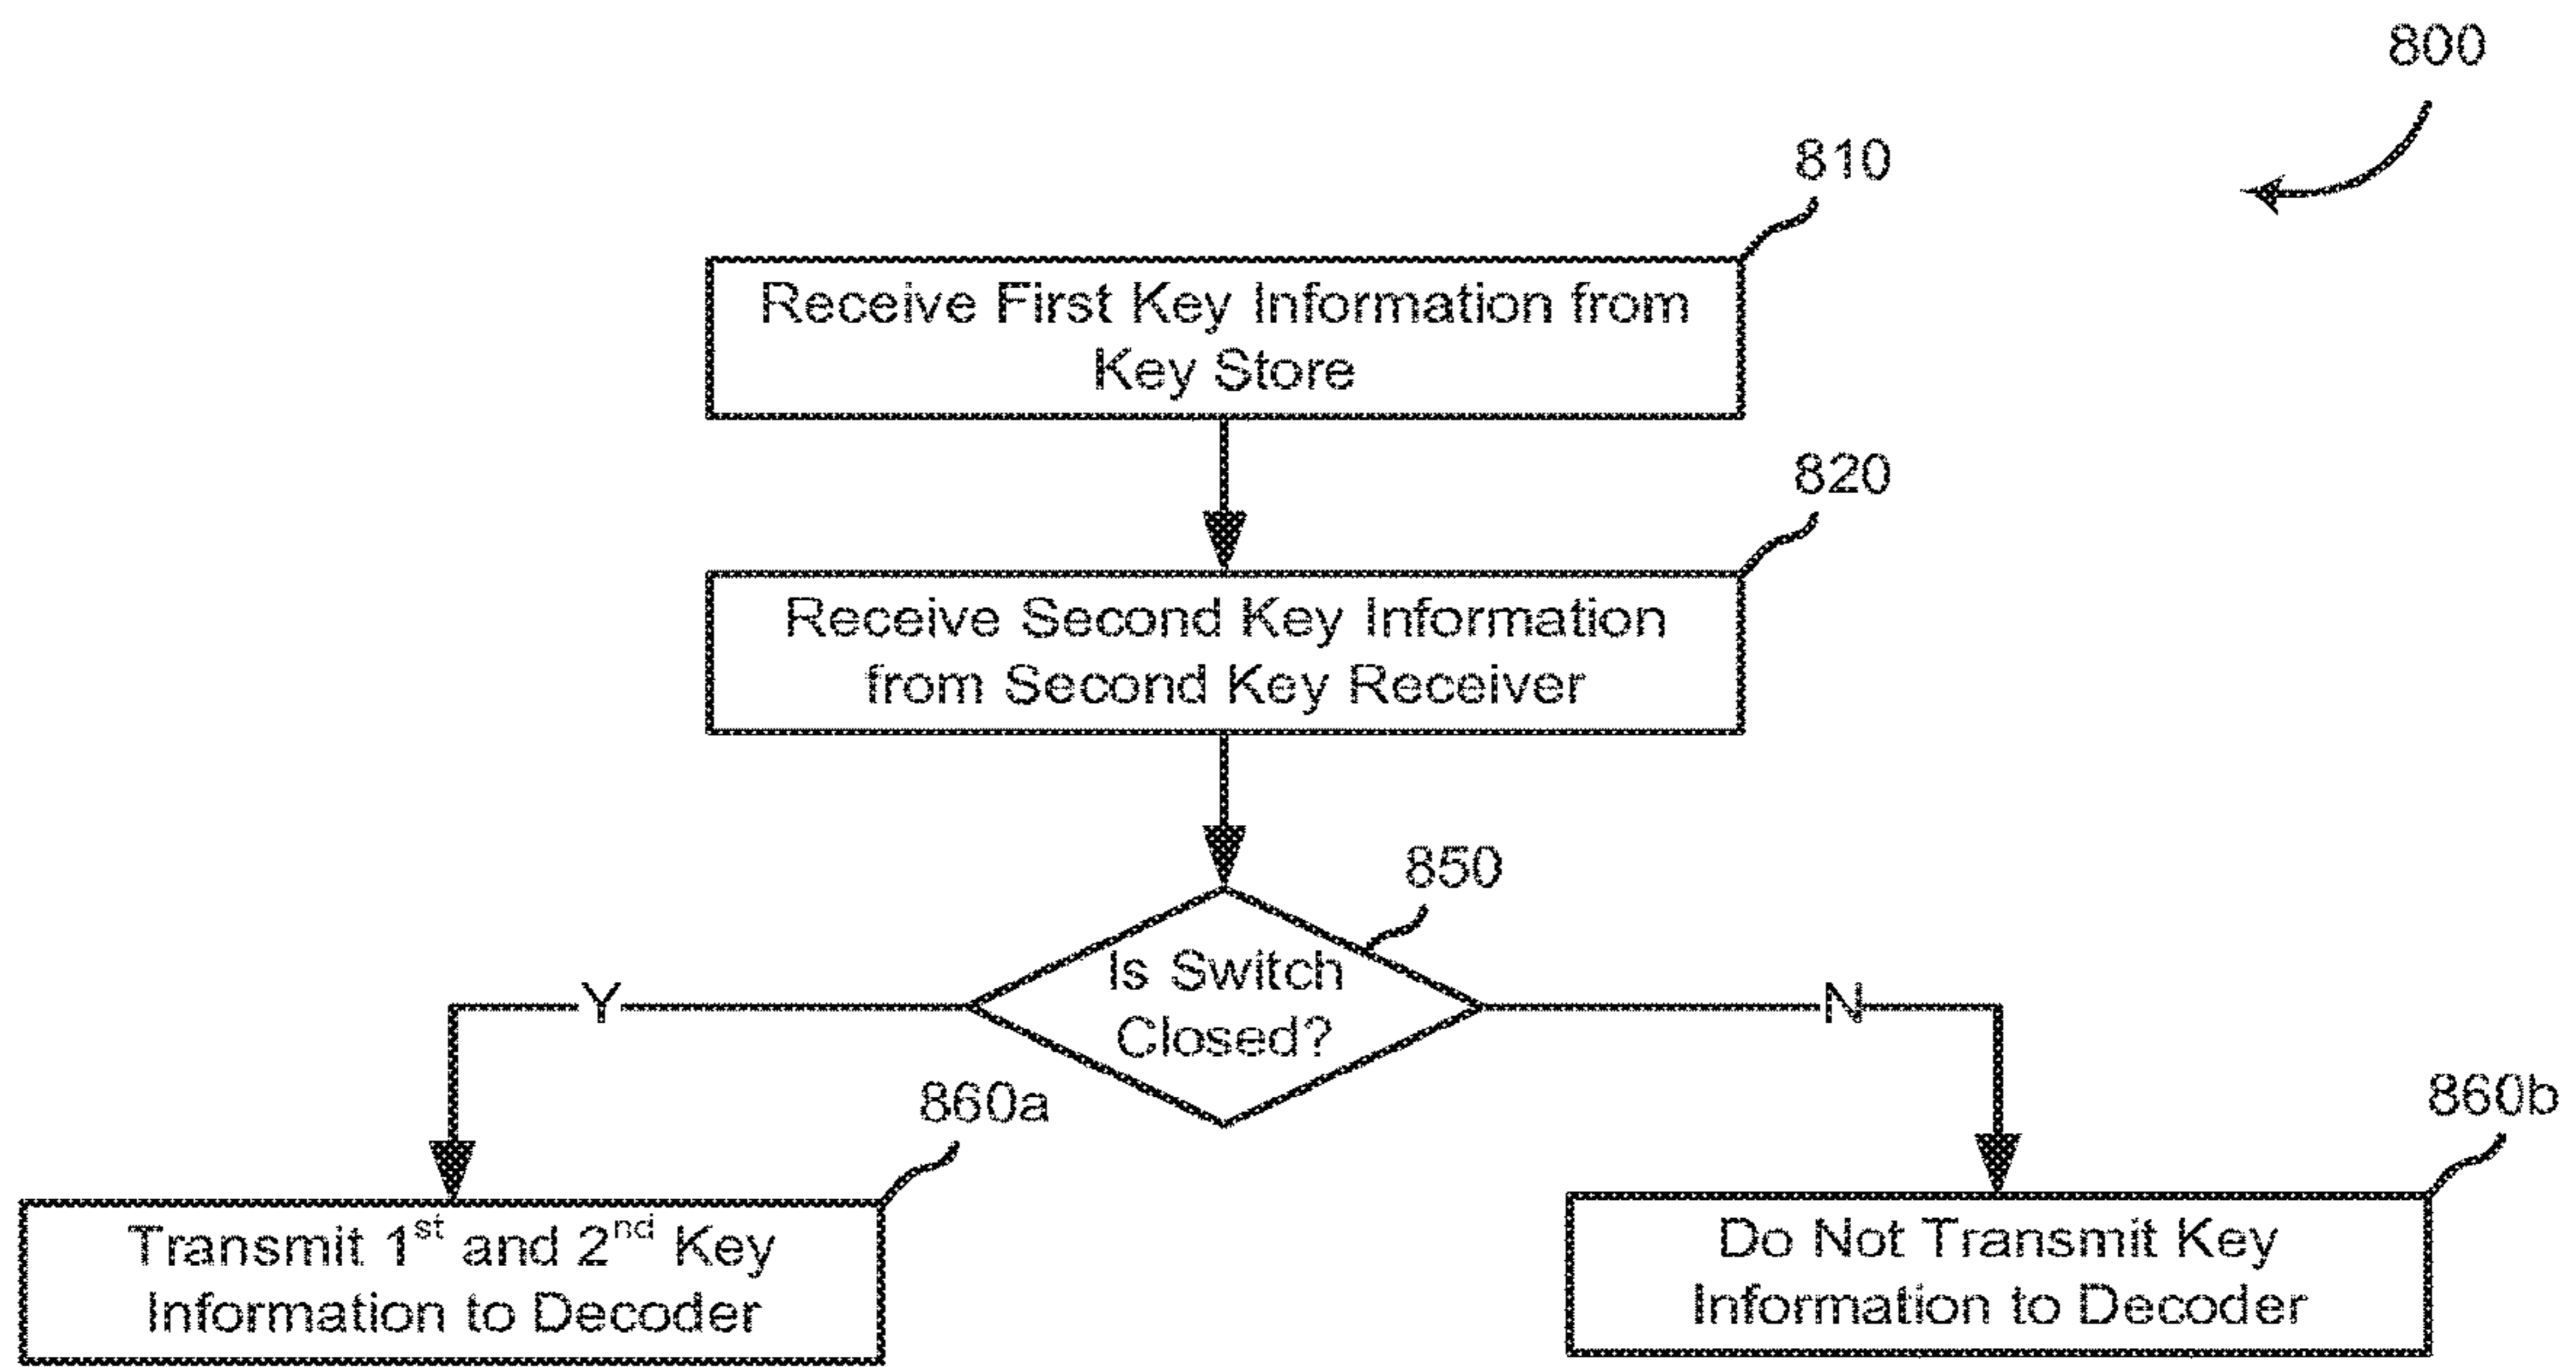 800
810
Receive First Key Information from
Key Store
820
Receive Second Key Information
from Second Key Receiver
850
Is Switch
Closed?
Y
N
860a
Transmit 1st and 2nd Key
Information to Decoder
860b
Do Not Transmit Key
Information to Decoder